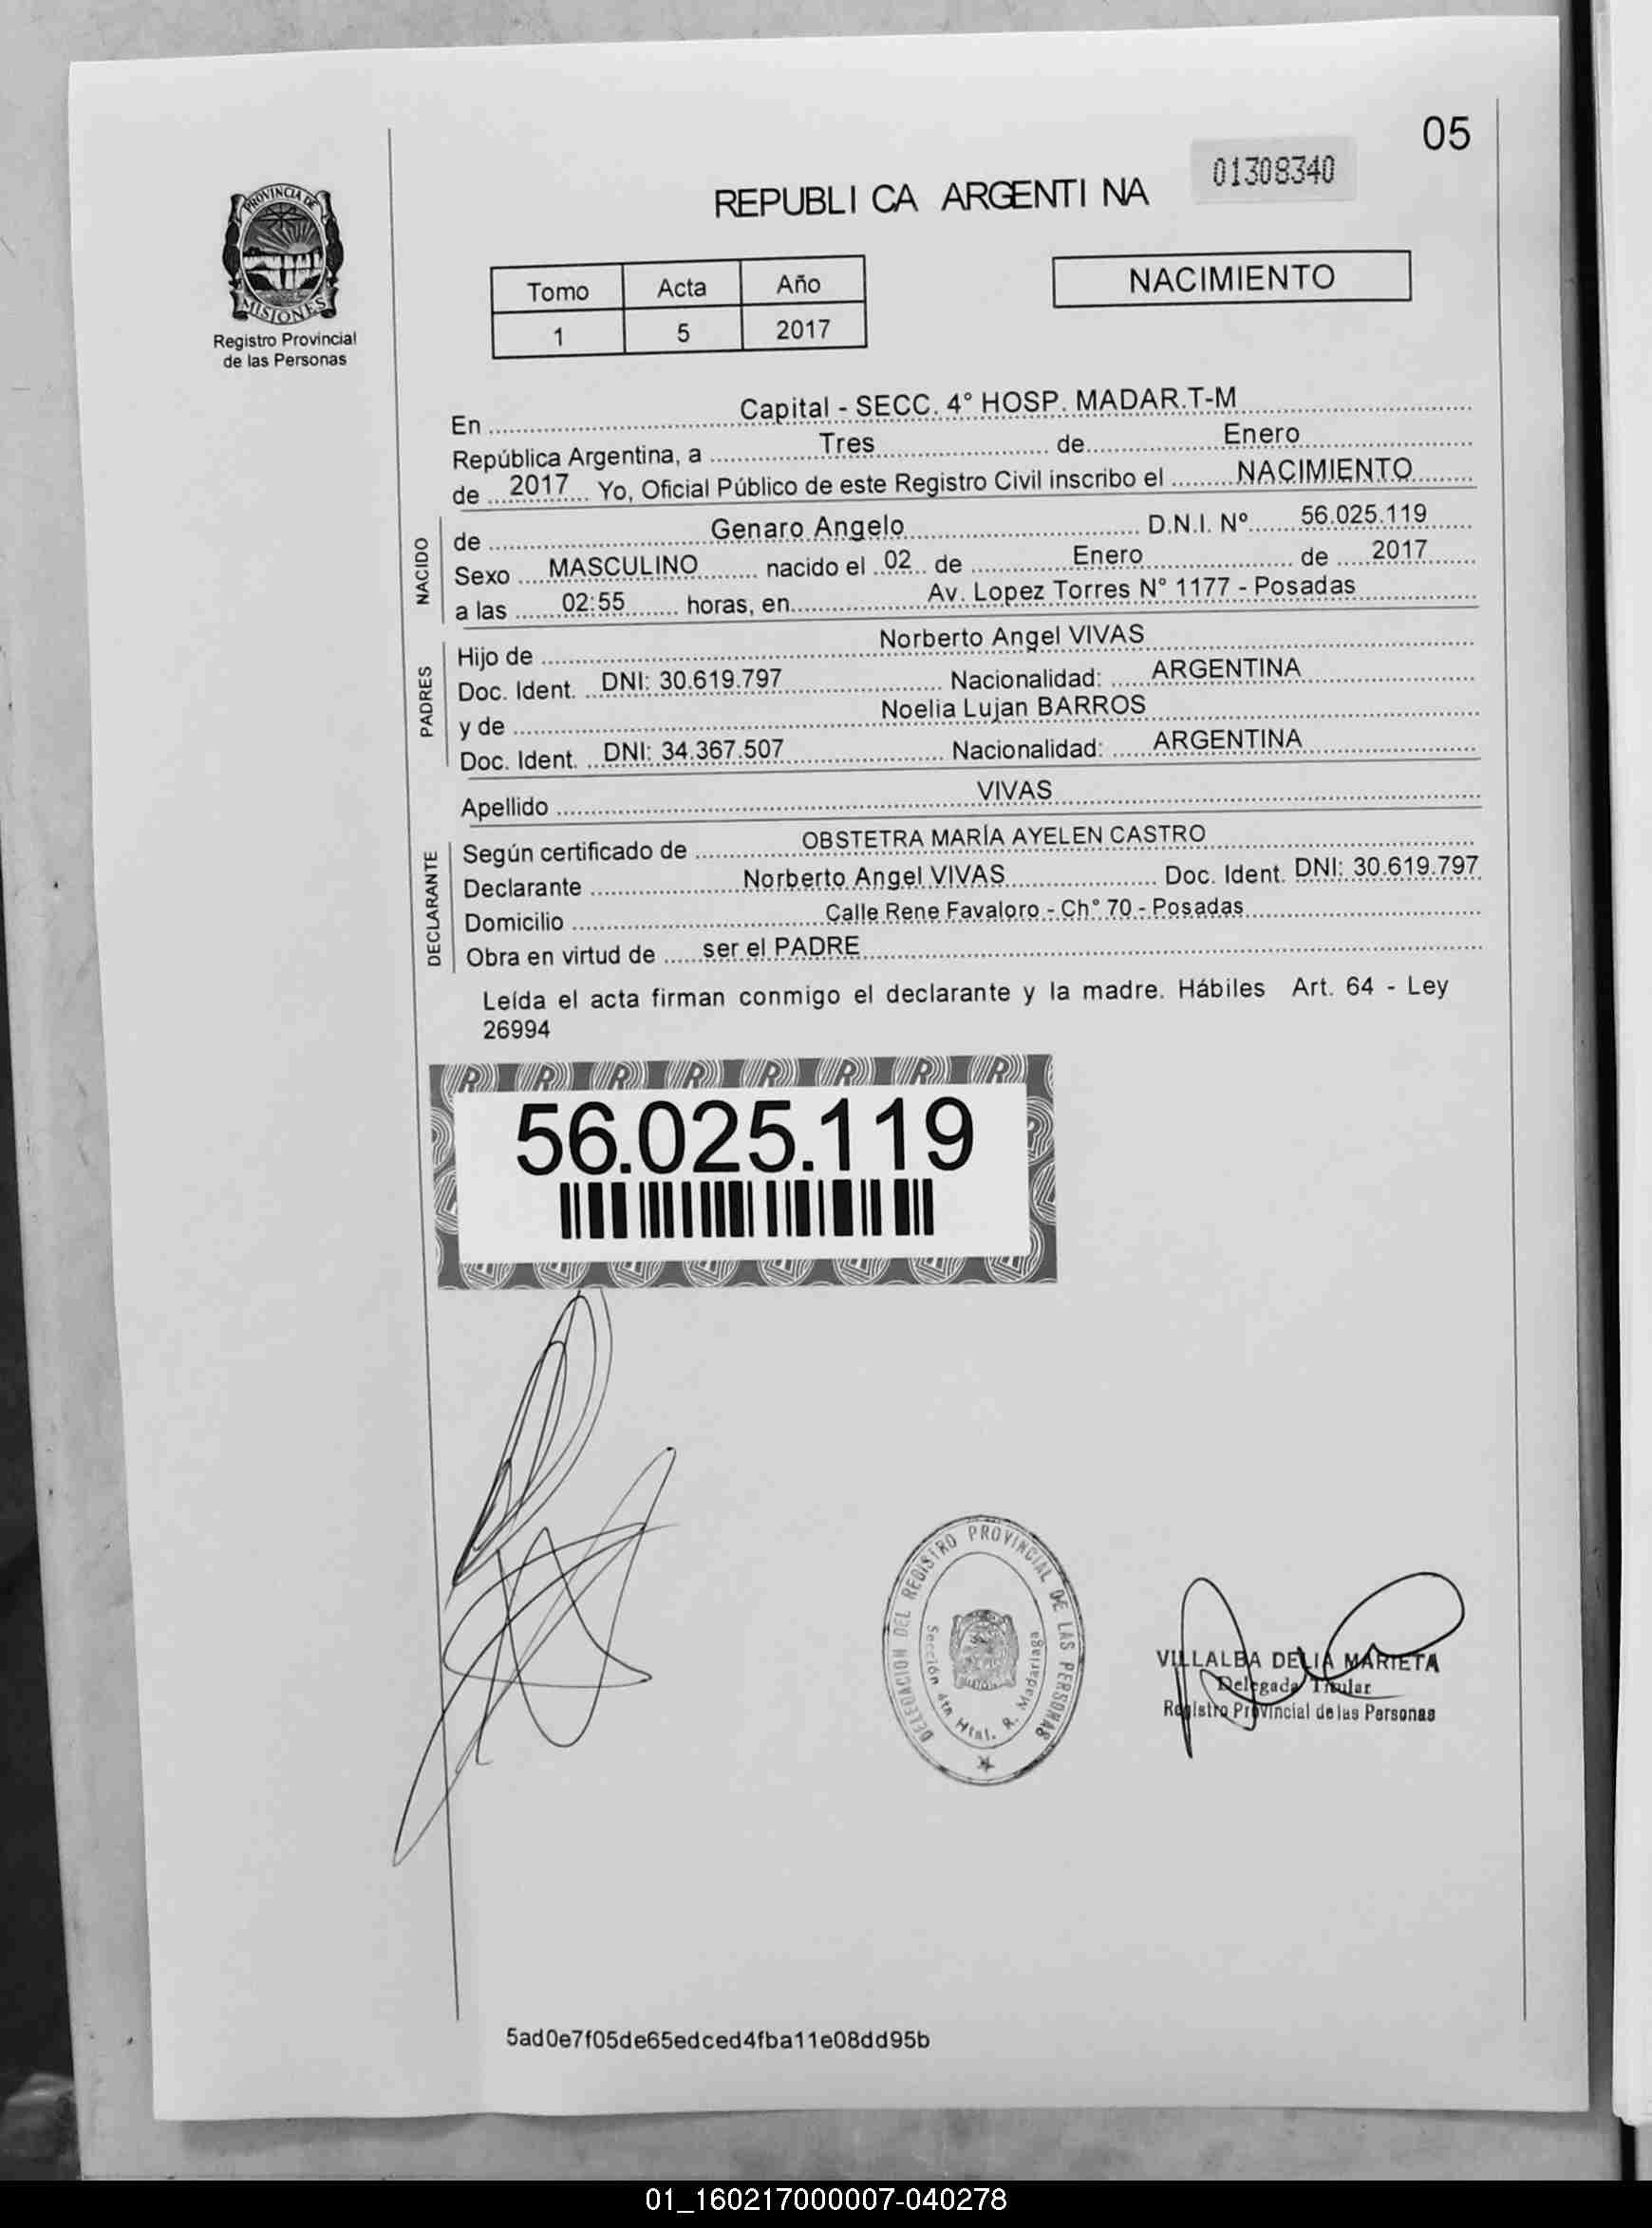 05
01308340
REPUBLICA ARGENTINA
PROVINCIA DE
MISIONES
Registro Provincial
de las Personas
Tomo Acta Año
1 5 2017
NACIMIENTO
En Capital - SECC. 4° HOSP. MADAR.T-M
República Argentina, a Tres de Enero
de 2017 Yo, Oficial Público de este Registro Civil inscribo el NACIMIENTO
NACIDO
de Genaro Angelo D.N.I. Nº 56.025.119
Sexo MASCULINO nacido el 02 de Enero de 2017
a las 02:55 horas, en Av. Lopez Torres N° 1177 - Posadas
PADRES
Hijo de Norberto Angel VIVAS
Doc. Ident. DNI: 30.619.797 Nacionalidad: ARGENTINA
y de Noelia Lujan BARROS
Doc. Ident. DNI: 34.367.507 Nacionalidad: ARGENTINA
Apellido VIVAS
DECLARANTE
Según certificado de OBSTETRA MARÍA AYELEN CASTRO
Declarante Norberto Angel VIVAS Doc. Ident. DNI: 30.619.797
Domicilio Calle Rene Favaloro - Ch° 70 - Posadas
Obra en virtud de ser el PADRE
Leída el acta firman conmigo el declarante y la madre. Hábiles Art. 64 - Ley
26994
56.025.119
DELEGACION DEL REGISTRO PROVINCIAL DE LAS PERSONAS
Sección 4ta Htal. R. Madariaga
VILLALBA DELIA MARIETA
Delegada Titular
Registro Provincial de las Personas
5ad0e7f05de65edced4fba11e08dd95b
01_160217000007-040278